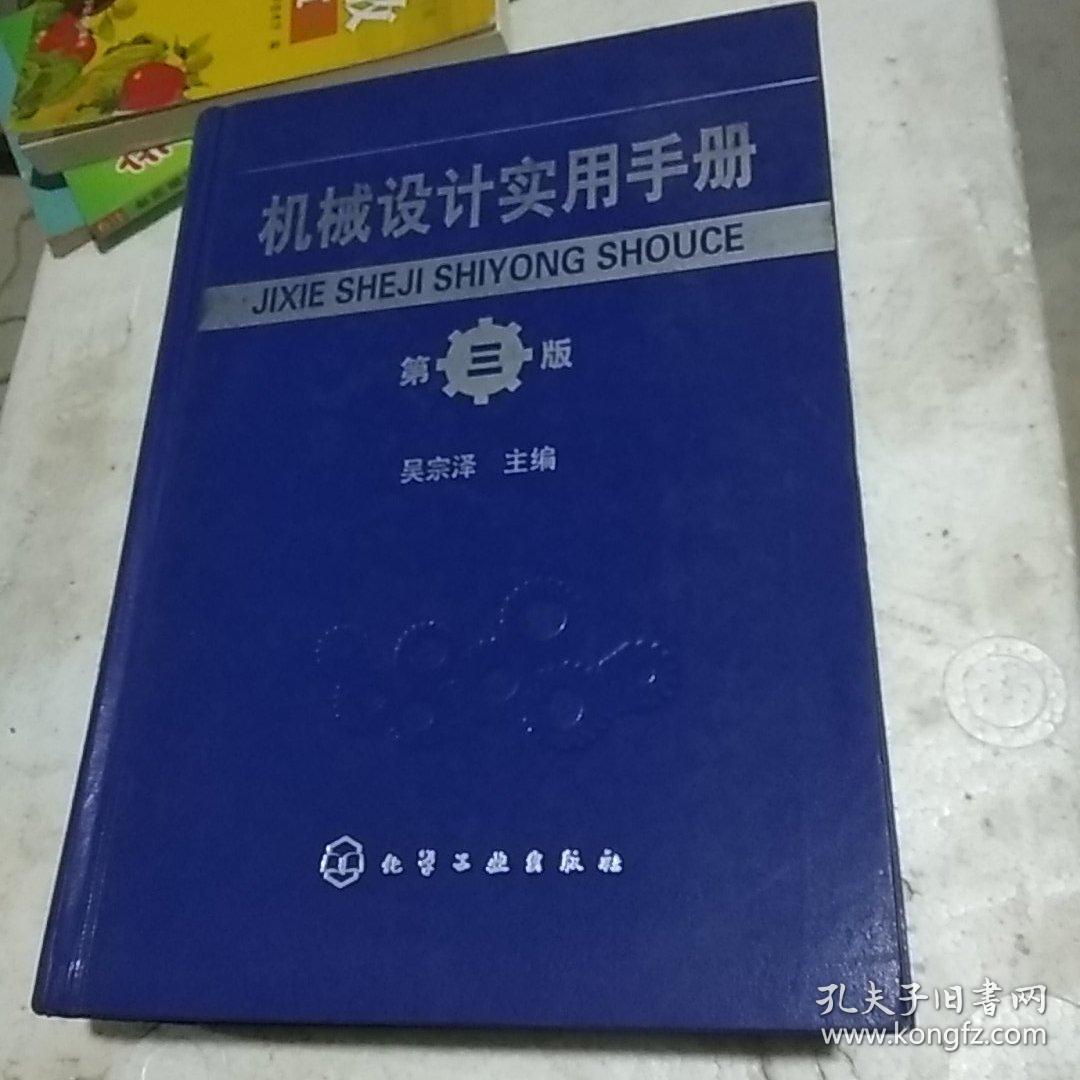 机械设计实用手册
JIXIE SHEJI SHIYONG SHOUCE
第三版
吴宗泽 主编
化学工业出版社
孔夫子旧書网
www.kongfz.com